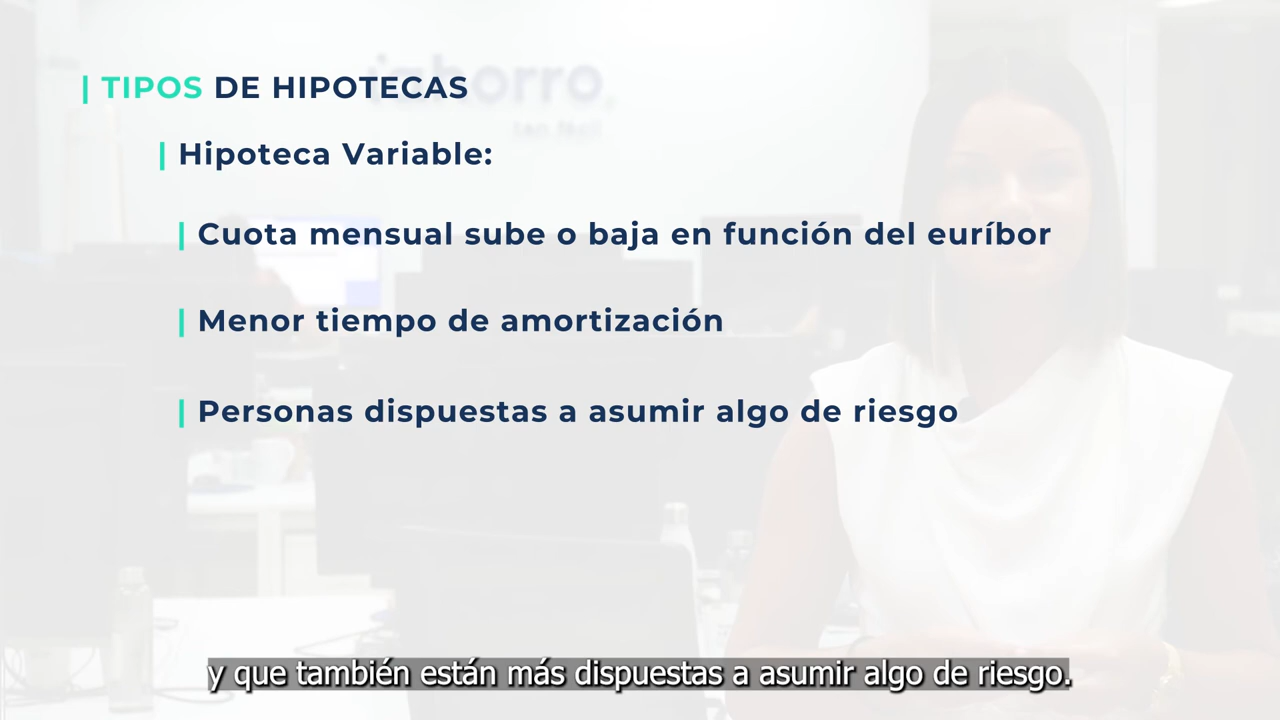 | TIPOS DE HIPOTECAS
iahorro
| Hipoteca Variable:
| Cuota mensual sube o baja en función del euríbor
| Menor tiempo de amortización
| Personas dispuestas a asumir algo de riesgo
y que también están más dispuestas a asumir algo de riesgo.